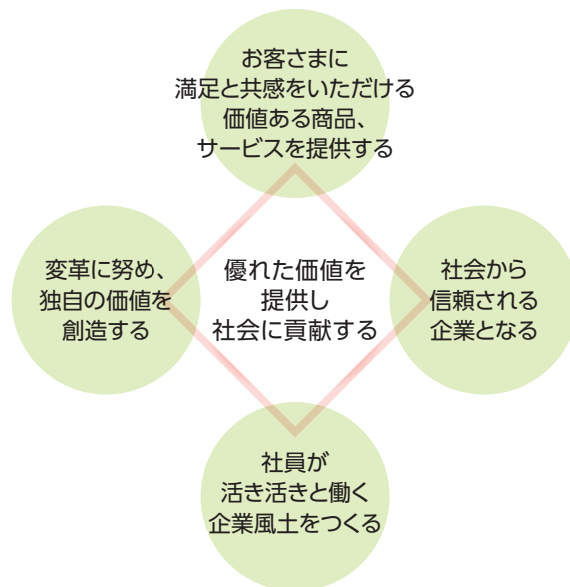 お客さまに
満足と共感をいただける
価値ある商品、
サービスを提供する
変革に努め、
独自の価値を
創造する
優れた価値を
提供し
社会に貢献する
社会から
信頼される
企業となる
社員が
活き活きと働く
企業風土をつくる